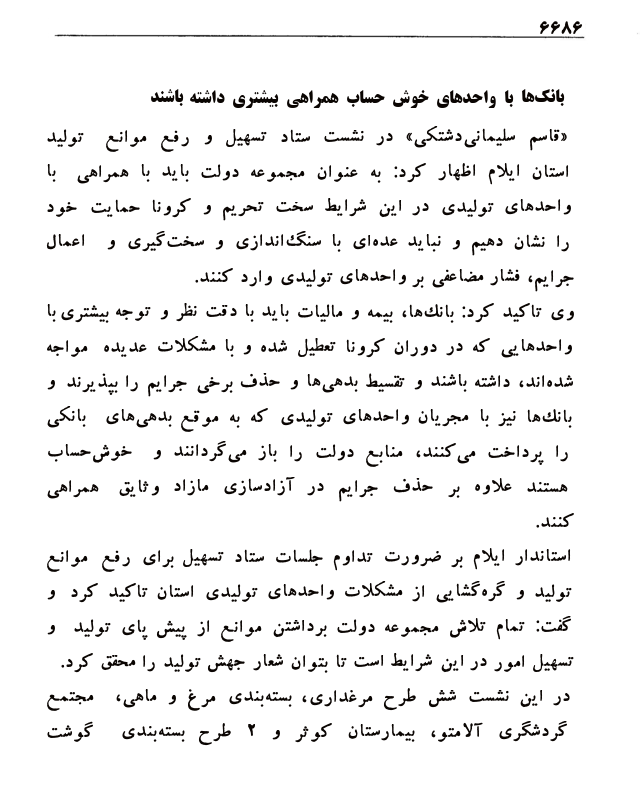 ۶۶۸۶
بانک‌ها با واحدهای خوش حساب همراهی بیشتری داشته باشند
«قاسم سلیمانی‌دشتکی» در نشست ستاد تسهیل و رفع موانع تولید
استان ایلام اظهار کرد: به عنوان مجموعه دولت باید با همراهی با
واحدهای تولیدی در این شرایط سخت تحریم و کرونا حمایت خود
را نشان دهیم و نباید عده‌ای با سنگ‌اندازی و سخت‌گیری و اعمال
جرایم، فشار مضاعفی بر واحدهای تولیدی وارد کنند.
وی تاکید کرد: بانک‌ها، بیمه و مالیات باید با دقت نظر و توجه بیشتری با
واحدهایی که در دوران کرونا تعطیل شده و با مشکلات عدیده مواجه
شده‌اند، داشته باشند و تقسیط بدهی‌ها و حذف برخی جرایم را بپذیرند و
بانک‌ها نیز با مجریان واحدهای تولیدی که به موقع بدهی‌های بانکی
را پرداخت می‌کنند، منابع دولت را باز می‌گردانند و خوش‌حساب
هستند علاوه بر حذف جرایم در آزادسازی مازاد وثایق همراهی
کنند.
استاندار ایلام بر ضرورت تداوم جلسات ستاد تسهیل برای رفع موانع
تولید و گره‌گشایی از مشکلات واحدهای تولیدی استان تاکید کرد و
گفت: تمام تلاش مجموعه دولت برداشتن موانع از پیش پای تولید و
تسهیل امور در این شرایط است تا بتوان شعار جهش تولید را محقق کرد.
در این نشست شش طرح مرغداری، بسته‌بندی مرغ و ماهی، مجتمع
گردشگری آلامتو، بیمارستان کوثر و ۲ طرح بسته‌بندی گوشت